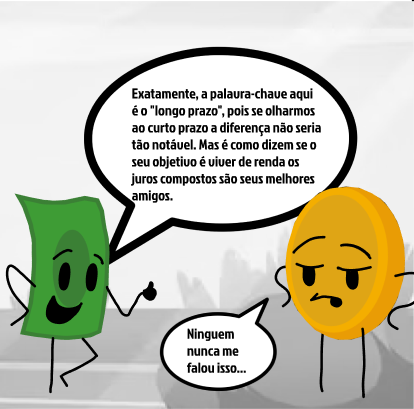 Exatamente, a palavra-chave aqui
é o "longo prazo", pois se olharmos
ao curto prazo a diferença não seria
tão notável. Mas é como dizem se o
seu objetivo é viver de renda os
juros compostos são seus melhores
amigos.
Ninguem
nunca me
falou isso...